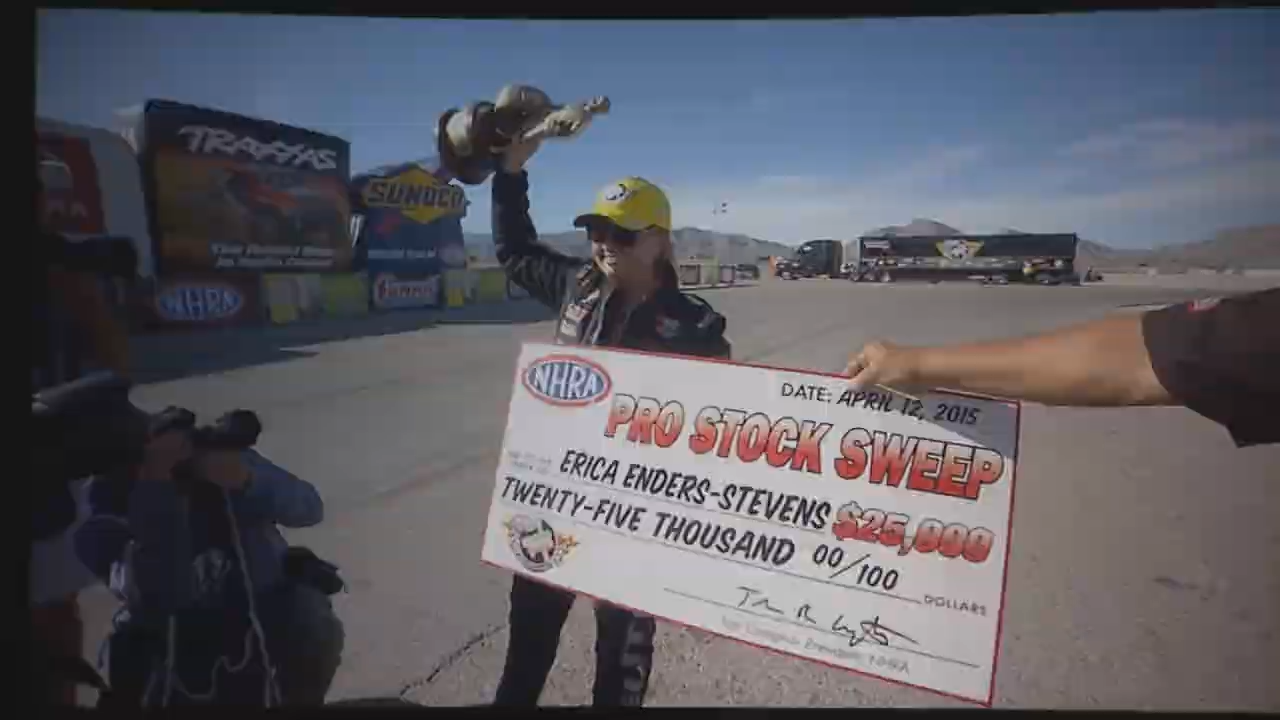 TRAXXAS
SUNOCO
NHRA
NHRA
DATE: APRIL 12, 2015
PRO STOCK SWEEP
ERICA ENDERS-STEVENS $25,000
TWENTY-FIVE THOUSAND 00/100
DOLLARS